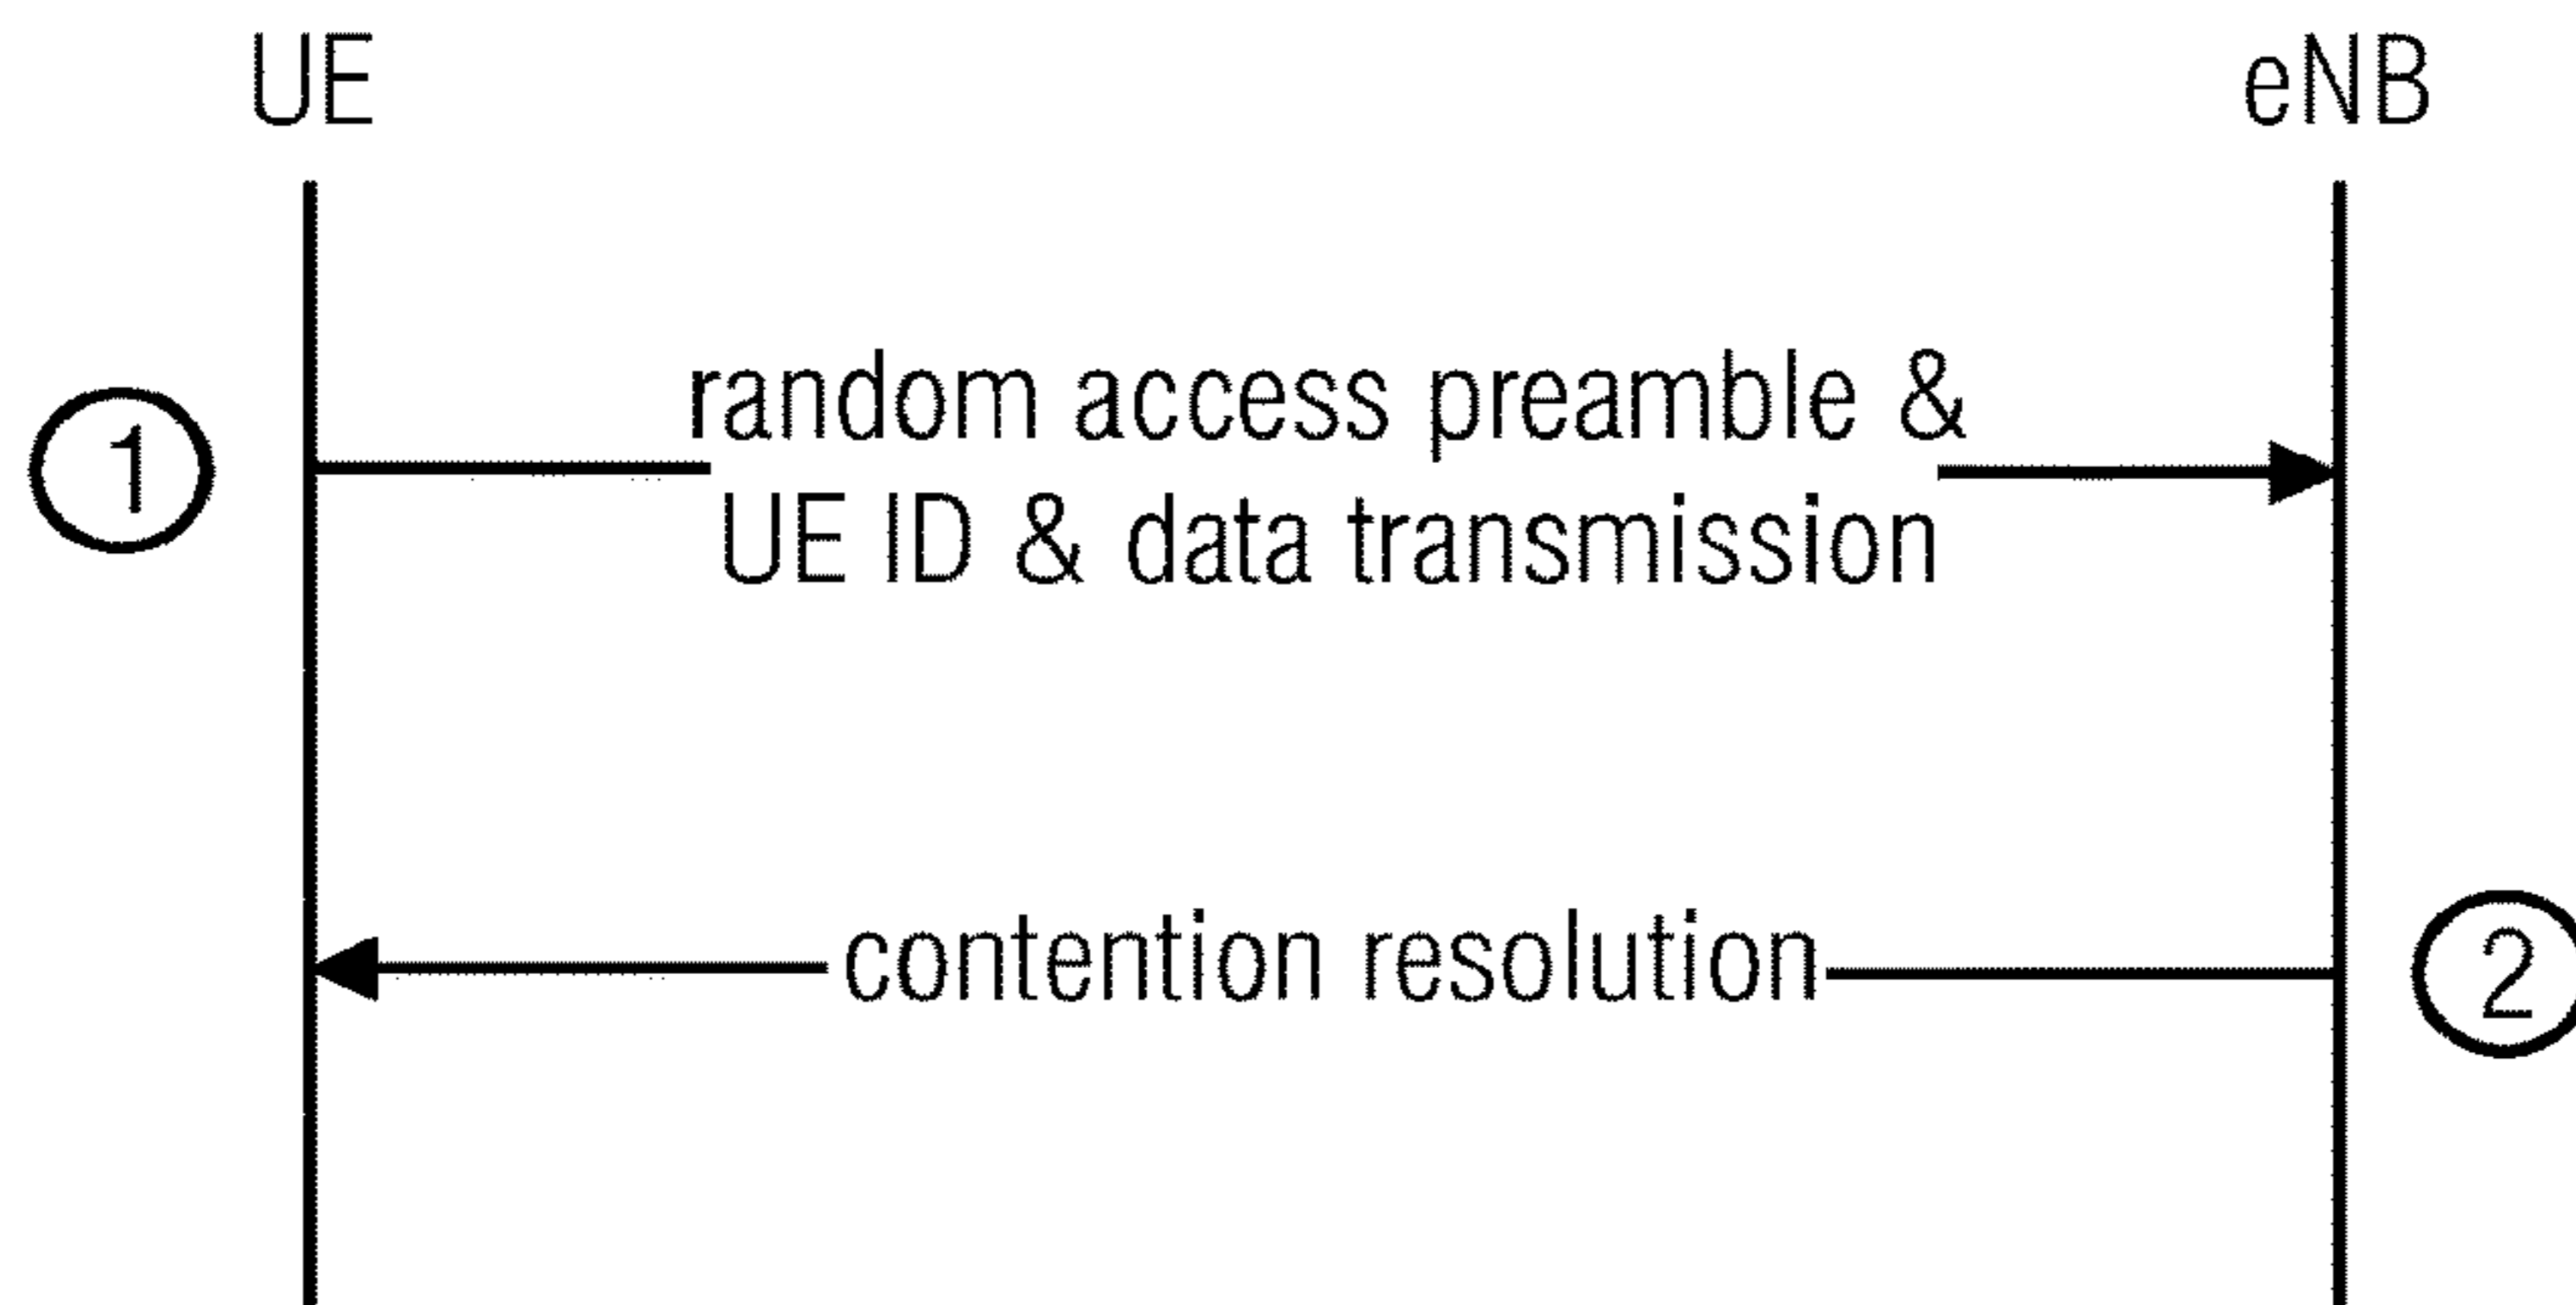 UE
eNB
1
random access preamble &
UE ID & data transmission
contention resolution
2